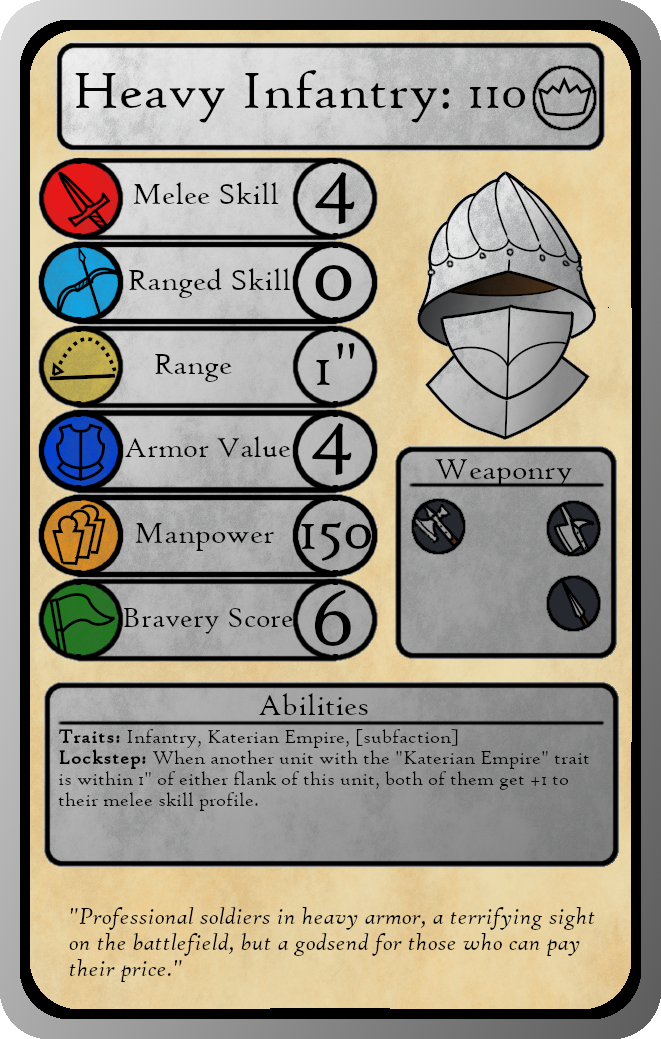 Heavy Infantry: 110
Melee Skill 4
Ranged Skill 0
Range 1"
Armor Value 4
Manpower 150
Bravery Score 6
Weaponry
Abilities
Traits: Infantry, Katerian Empire, [subfaction]
Lockstep: When another unit with the "Katerian Empire" trait
is within 1" of either flank of this unit, both of them get +1 to
their melee skill profile.
"Professional soldiers in heavy armor, a terrifying sight
on the battlefield, but a godsend for those who can pay
their price."